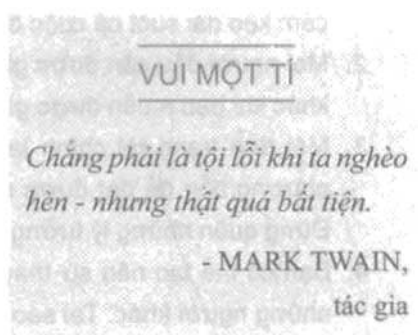 VUI MỘT TÍ
Chẳng phải là tội lỗi khi ta nghèo
hèn - nhưng thật quá bất tiện.
- MARK TWAIN,
tác gia